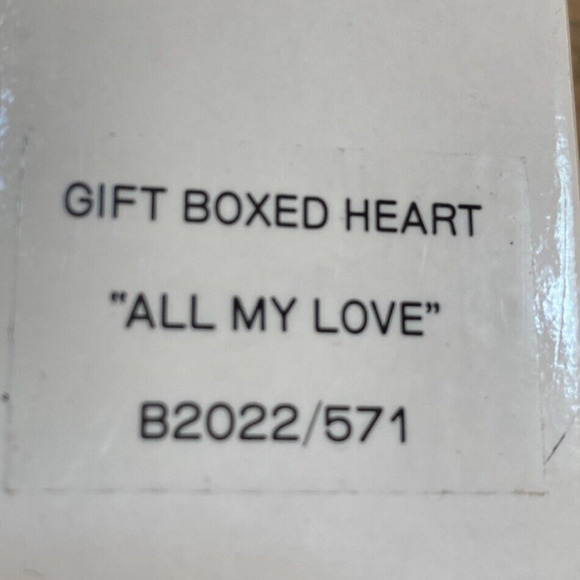 GIFT BOXED HEART
"ALL MY LOVE"
B2022/571